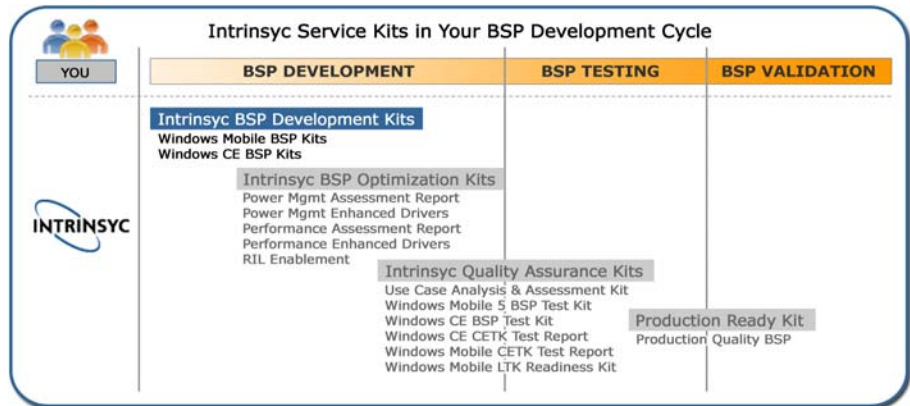 Intrinsyc Service Kits in Your BSP Development Cycle
YOU
BSP DEVELOPMENT
BSP TESTING
BSP VALIDATION
Intrinsyc BSP Development Kits
Windows Mobile BSP Kits
Windows CE BSP Kits
Intrinsyc BSP Optimization Kits
Power Mgmt Assessment Report
Power Mgmt Enhanced Drivers
Performance Assessment Report
Performance Enhanced Drivers
RIL Enablement
INTRINSYC
Intrinsyc Quality Assurance Kits
Use Case Analysis & Assessment Kit
Windows Mobile 5 BSP Test Kit
Windows CE BSP Test Kit
Windows CE CETK Test Report
Windows Mobile CETK Test Report
Windows Mobile LTK Readiness Kit
Production Ready Kit
Production Quality BSP